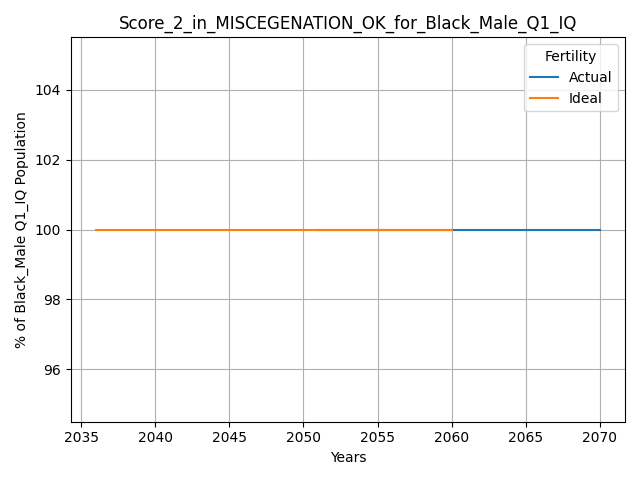 Score_2_in_MISCEGENATION_OK_for_Black_Male_Q1_IQ
Fertility
Actual
Ideal
% of Black_Male Q1_IQ Population
104
102
100
98
96
2035 2040 2045 2050 2055 2060 2065 2070
Years